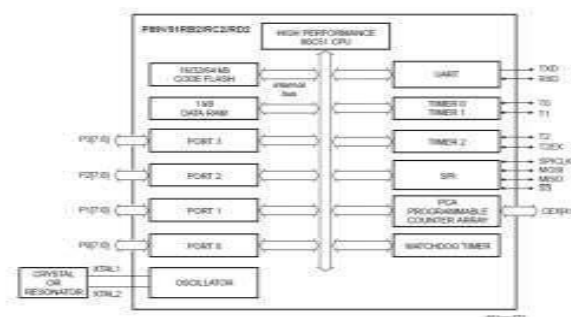 P89V51RB2/RC2/RD2
HIGH PERFORMANCE
80C51 CPU
16/32/64 kB
CODE FLASH
internal
bus
UART
TXD
RXD
1 kB
DATA RAM
TIMER 0
TIMER 1
T0
T1
P3[7:0]
PORT 3
TIMER 2
T2
T2EX
P2[7:0]
PORT 2
SPI
SPICLK
MOSI
MISO
SS
P1[7:0]
PORT 1
PCA
PROGRAMMABLE
COUNTER ARRAY
P0[7:0]
PORT 0
WATCHDOG TIMER
CRYSTAL
OR
RESONATOR
XTAL1
XTAL2
OSCILLATOR